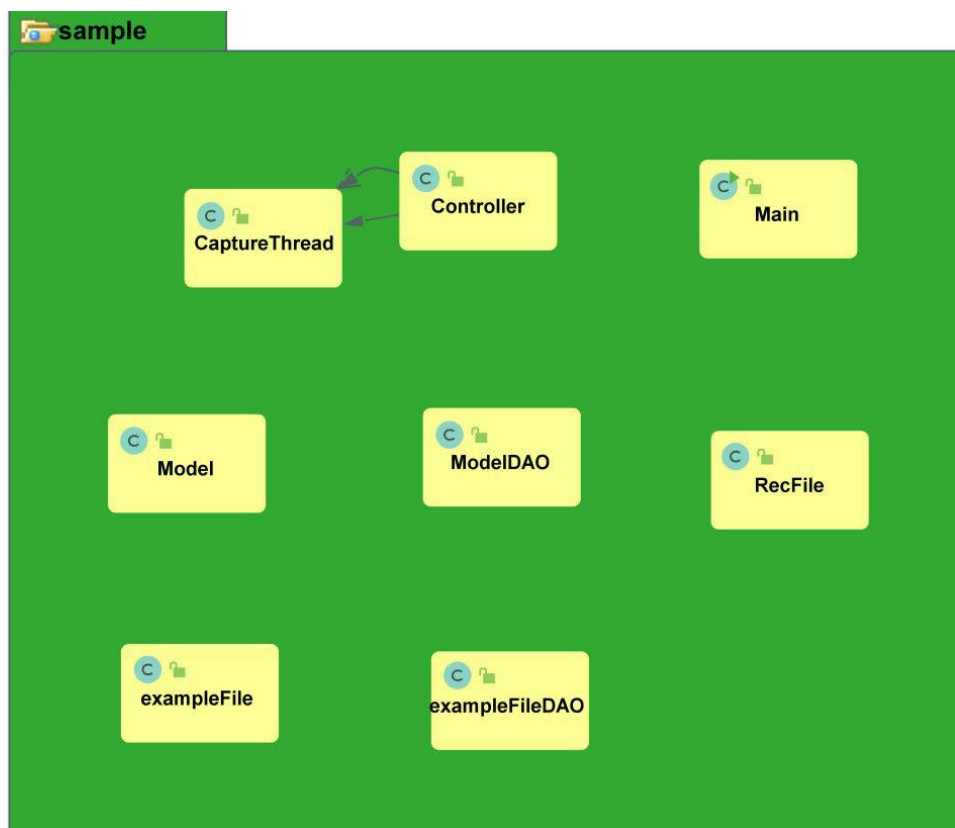 sample
C
Controller
C
Main
C
CaptureThread
C
Model
C
ModelDAO
C
RecFile
C
exampleFile
C
exampleFileDAO